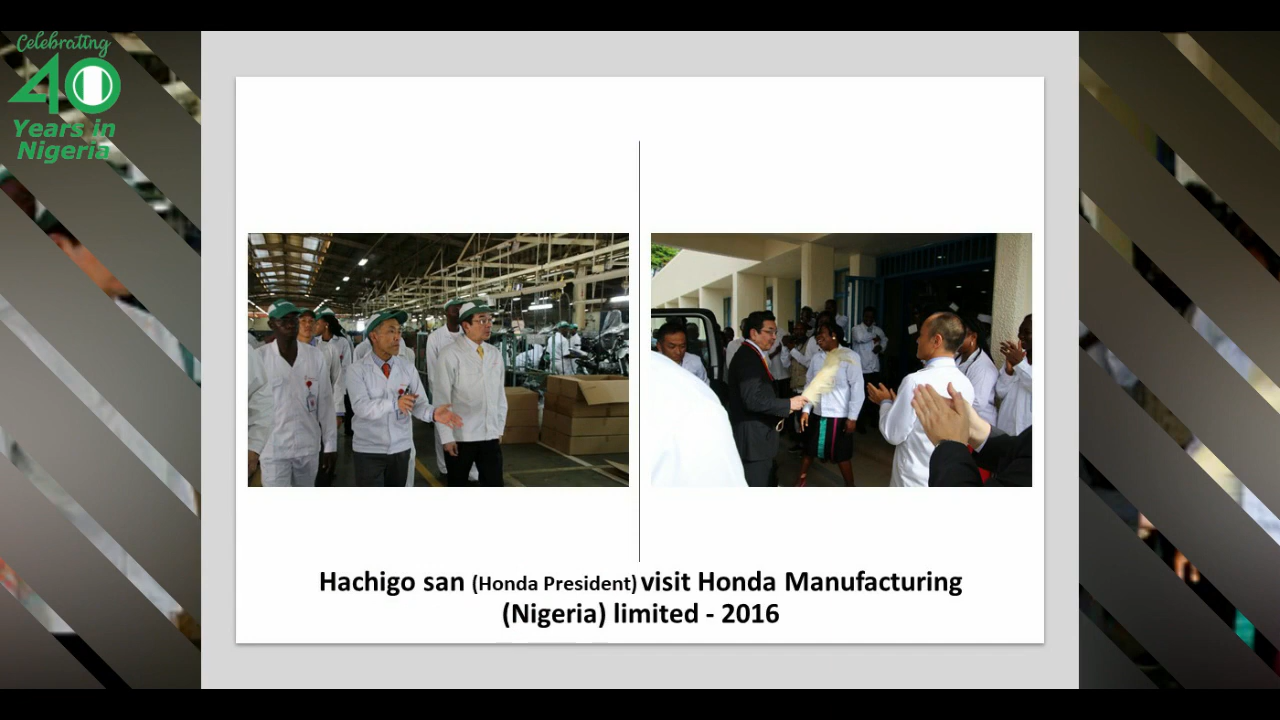 Celebrating
40
Years in
Nigeria
Hachigo san (Honda President) visit Honda Manufacturing
(Nigeria) limited - 2016